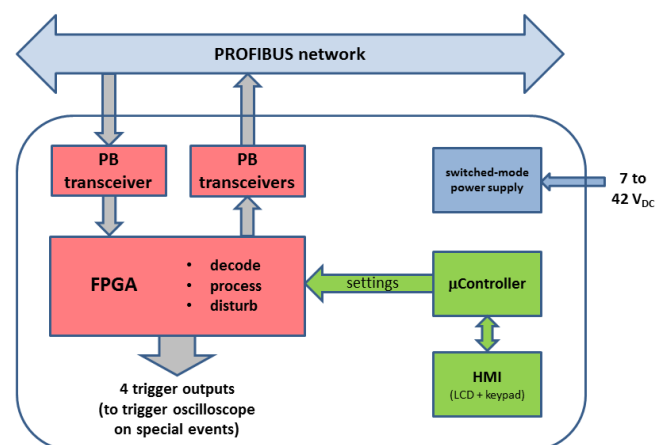 PROFIBUS network
PB
transceiver
PB
transceivers
switched-mode
power supply
7 to
42 VDC
FPGA
• decode
• process
• disturb
settings
µController
HMI
(LCD + keypad)
4 trigger outputs
(to trigger oscilloscope
on special events)